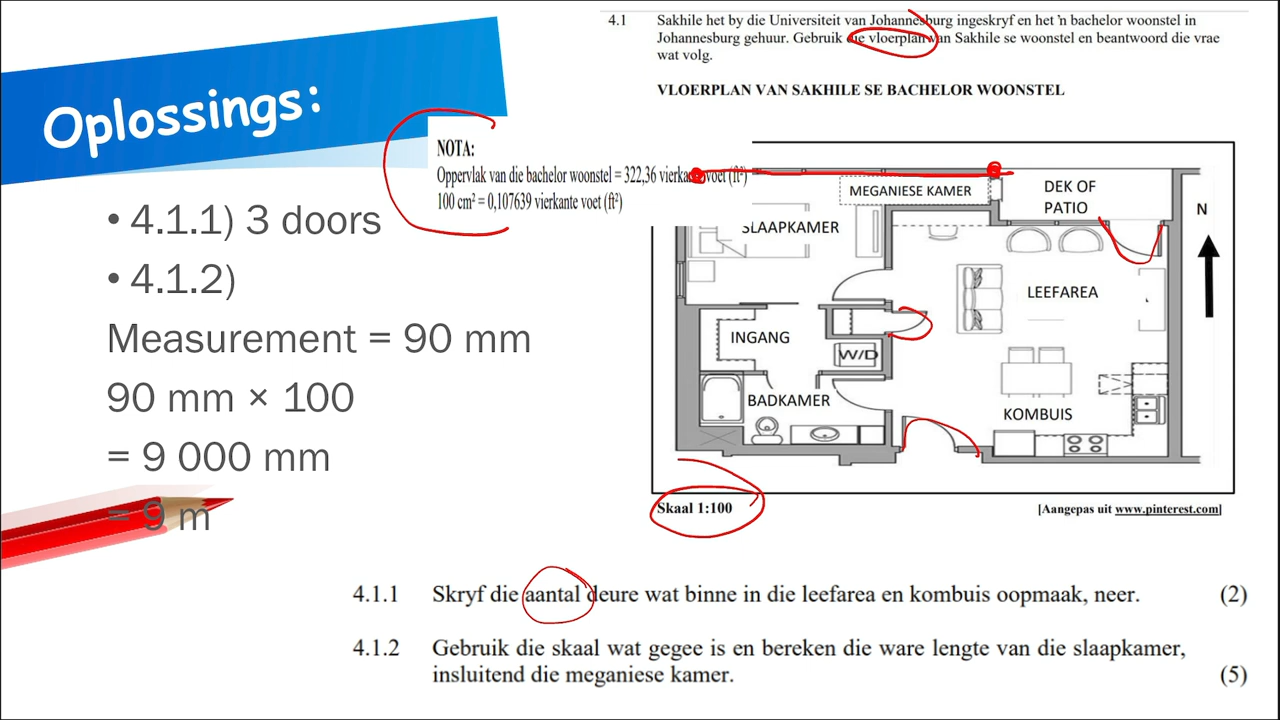 Oplossings:
• 4.1.1) 3 doors
• 4.1.2)
Measurement = 90 mm
90 mm × 100
= 9 000 mm
= 9 m
4.1 Sakhile het by die Universiteit van Johannesburg ingeskryf en het 'n bachelor woonstel in
Johannesburg gehuur. Gebruik die vloerplan van Sakhile se woonstel en beantwoord die vrae
wat volg.
VLOERPLAN VAN SAKHILE SE BACHELOR WOONSTEL
NOTA:
Oppervlak van die bachelor woonstel = 322,36 vierkante voet (ft²)
100 cm² = 0,107639 vierkante voet (ft²)
MEGANIESE KAMER
DEK OF
PATIO
N
SLAAPKAMER
LEEFAREA
INGANG
W/D
BADKAMER
KOMBUIS
Skaal 1:100
[Aangepas uit www.pinterest.com]
4.1.1 Skryf die aantal deure wat binne in die leefarea en kombuis oopmaak, neer. (2)
4.1.2 Gebruik die skaal wat gegee is en bereken die ware lengte van die slaapkamer,
insluitend die meganiese kamer. (5)